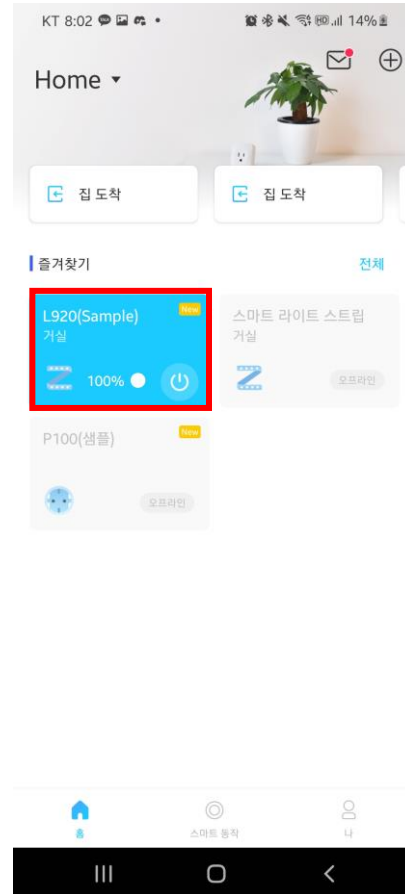 KT 8:02
HD 14%
Home
집 도착
집 도착
즐겨찾기
전체
L920(Sample)
New
거실
100%
스마트 라이트 스트립
거실
오프라인
P100(샘플)
New
오프라인
홈
스마트 동작
나